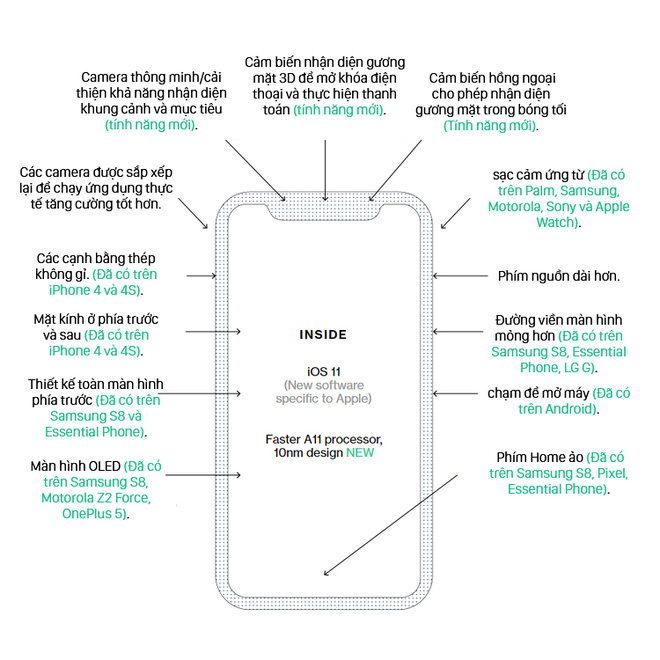 Camera thông minh/cải
thiện khả năng nhận diện
khung cảnh và mục tiêu
(tính năng mới).
Cảm biến nhận diện gương
mặt 3D để mở khóa điện
thoại và thực hiện thanh
toán (tính năng mới).
Cảm biến hồng ngoại
cho phép nhận diện
gương mặt trong bóng tối
(Tính năng mới).
Các camera được sắp xếp
lại để chạy ứng dụng thực
tế tăng cường tốt hơn.
sạc cảm ứng từ (Đã có
trên Palm, Samsung,
Motorola, Sony và Apple
Watch).
Các cạnh bằng thép
không gỉ. (Đã có trên
iPhone 4 và 4S).
Phím nguồn dài hơn.
Mặt kính ở phía trước
và sau (Đã có trên
iPhone 4 và 4S).
Đường viền màn hình
mỏng hơn (Đã có trên
Samsung S8, Essential
Phone, LG G).
Thiết kế toàn màn hình
phía trước (Đã có trên
Samsung S8 và
Essential Phone).
chạm để mở máy (Đã có
trên Android).
Màn hình OLED (Đã có
trên Samsung S8,
Motorola Z2 Force,
OnePlus 5).
Phím Home ảo (Đã có
trên Samsung S8, Pixel,
Essential Phone).
INSIDE
iOS 11
(New software
specific to Apple)
Faster A11 processor,
10nm design NEW